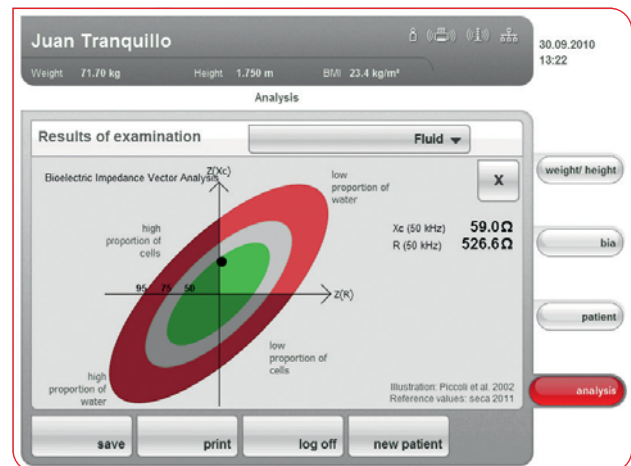 Juan Tranquillo
30.09.2010
13:22
Weight 71.70 kg Height 1.750 m BMI 23.4 kg/m²
Analysis
Results of examination
Fluid
Bioelectric Impedance Vector Analysis
Z(Xc)
low
proportion of
water
X
weight/ height
high
proportion of
cells
Xc (50 kHz) 59.0Ω
R (50 kHz) 526.6Ω
bia
95 75 50
Z(R)
patient
low
proportion of
cells
high
proportion of
water
Illustration: Piccoli et al. 2002
Reference values: seca 2011
analysis
save
print
log off
new patient